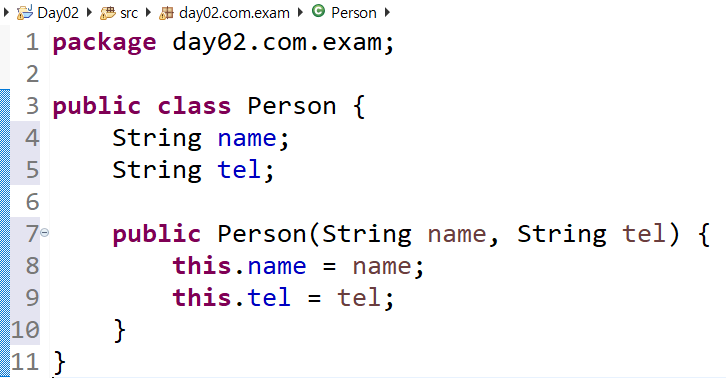 Day02 src day02.com.exam Person
1 package day02.com.exam;
2
3 public class Person {
4     String name;
5     String tel;
6
7     public Person(String name, String tel) {
8         this.name = name;
9         this.tel = tel;
10     }
11 }